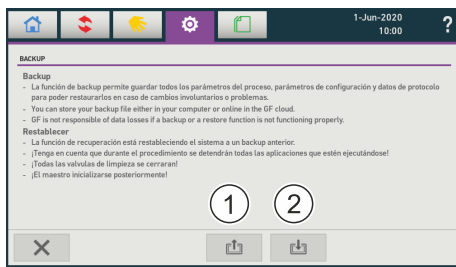 1-Jun-2020
10:00
?
BACKUP
Backup
- La función de backup permite guardar todos los parámetros del proceso, parámetros de configuración y datos de protocolo
para poder restaurarlos en caso de cambios involuntarios o problemas.
- You can store your backup file either in your computer or online in the GF cloud.
- GF is not responsible of data losses if a backup or a restore function is not functioning properly.
Restablecer
- La función de recuperación está restableciendo el sistema a un backup anterior.
- ¡Tenga en cuenta que durante el procedimiento se detendrán todas las aplicaciones que estén ejecutándose!
- ¡Todas las valvulas de limpieza se cerraran!
- ¡El maestro inicializarse posteriormente!
1 2